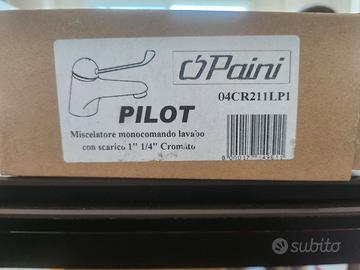 Paini
04CR211LP1
PILOT
Miscelatore monocomando lavabo
con scarico 1" 1/4" Cromato
subito